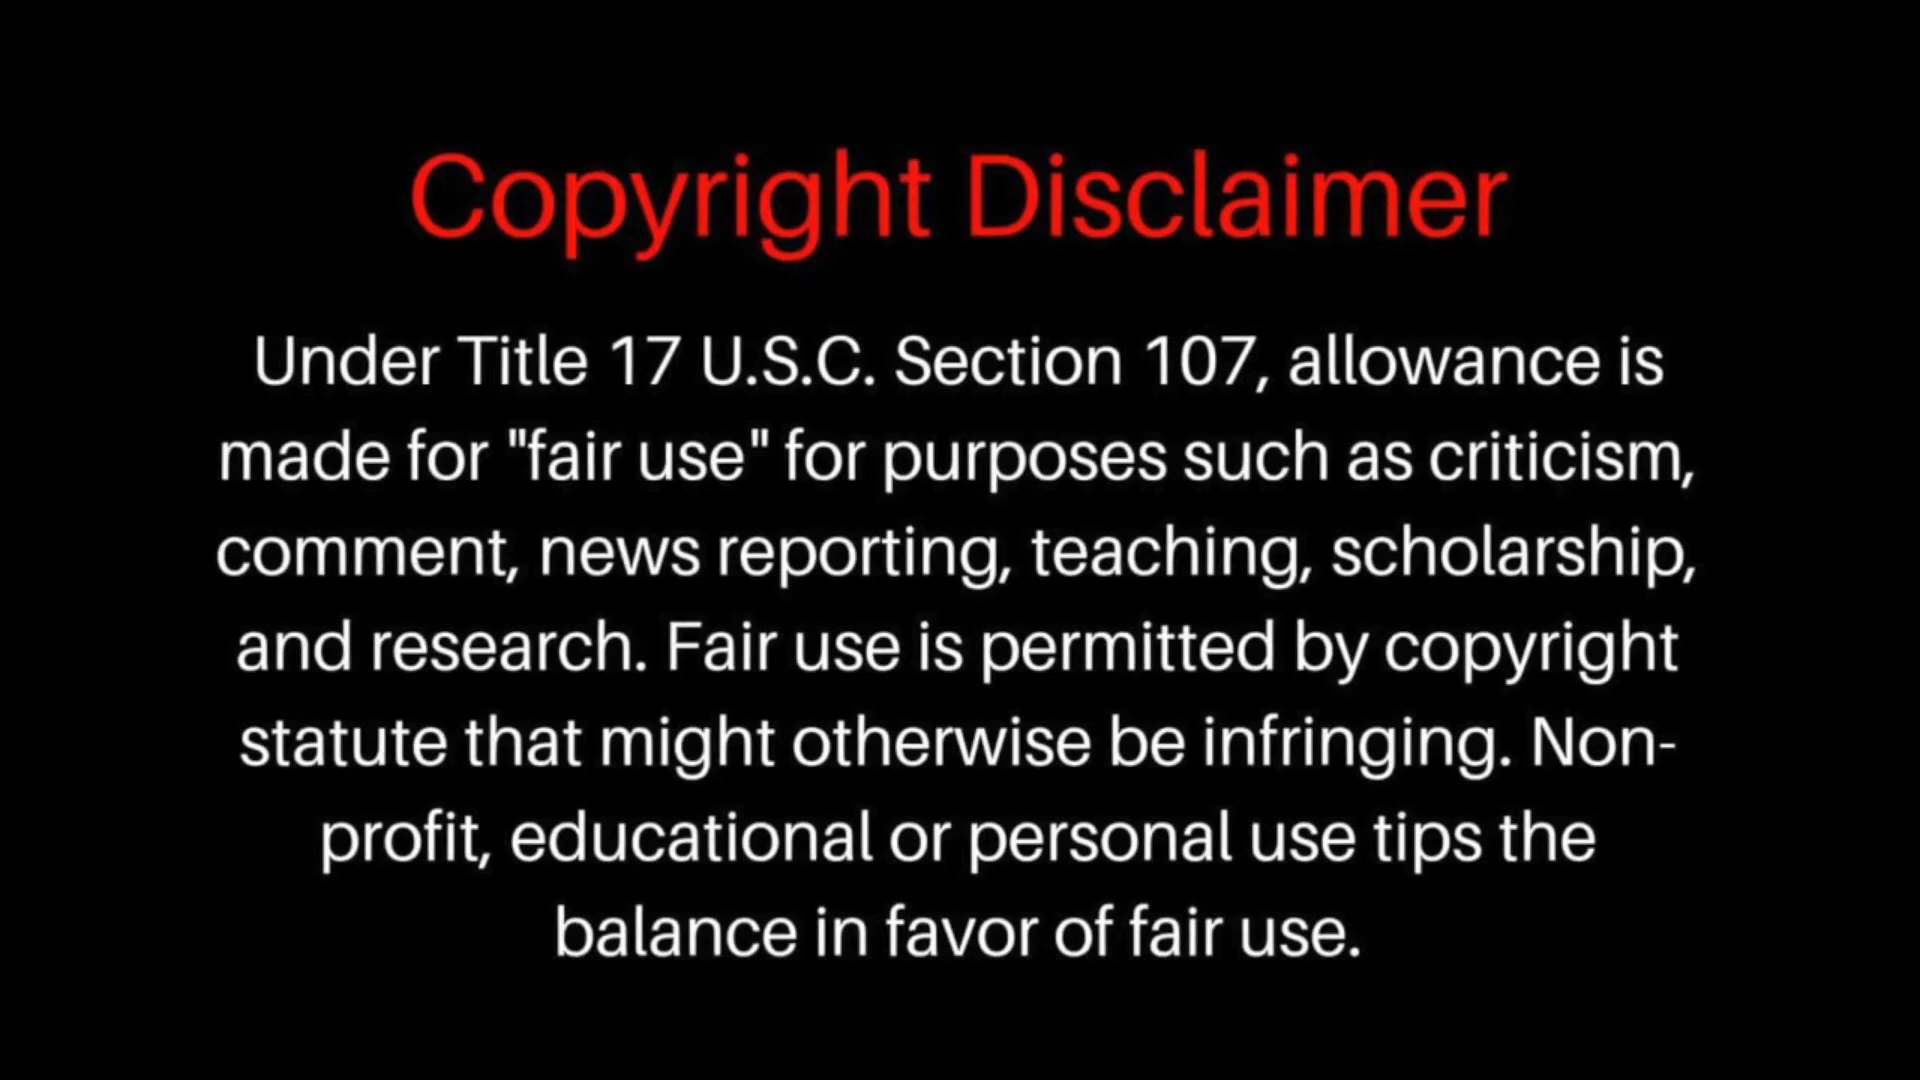 Copyright Disclaimer
Under Title 17 U.S.C. Section 107, allowance is
made for "fair use" for purposes such as criticism,
comment, news reporting, teaching, scholarship,
and research. Fair use is permitted by copyright
statute that might otherwise be infringing. Non-
profit, educational or personal use tips the
balance in favor of fair use.